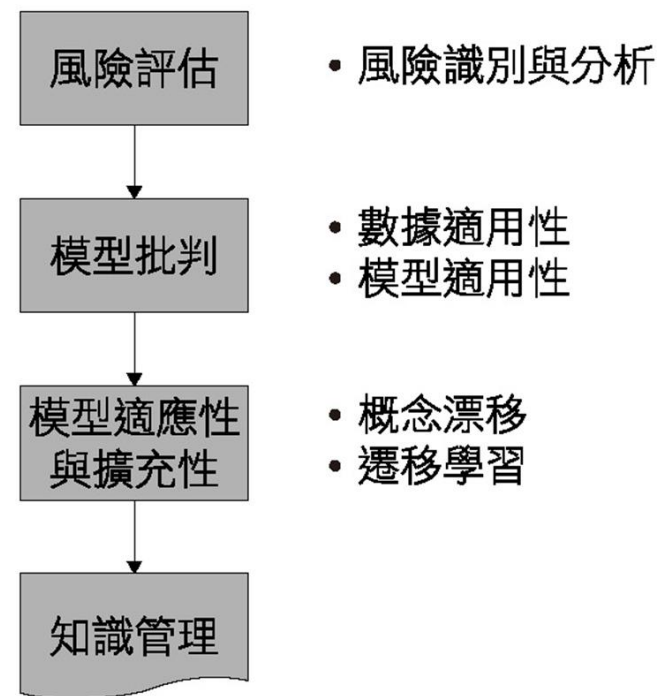 風險評估
• 風險識別與分析
模型批判
• 數據適用性
• 模型適用性
模型適應性
與擴充性
• 概念漂移
• 遷移學習
知識管理